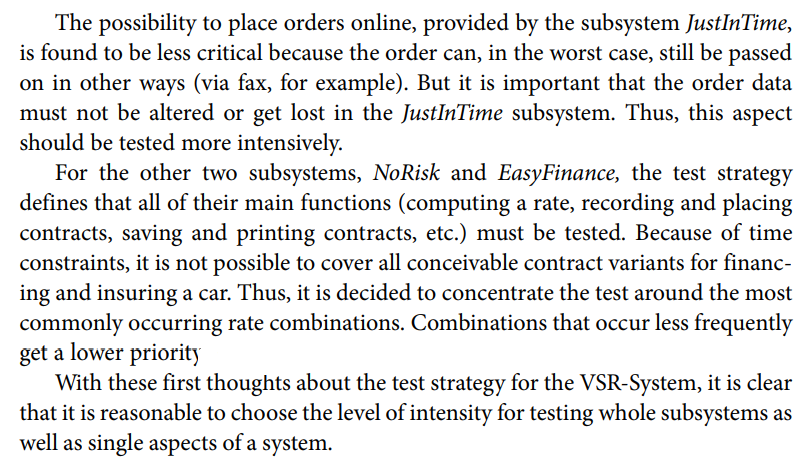 The possibility to place orders online, provided by the subsystem JustInTime,
is found to be less critical because the order can, in the worst case, still be passed
on in other ways (via fax, for example). But it is important that the order data
must not be altered or get lost in the JustInTime subsystem. Thus, this aspect
should be tested more intensively.
For the other two subsystems, NoRisk and EasyFinance, the test strategy
defines that all of their main functions (computing a rate, recording and placing
contracts, saving and printing contracts, etc.) must be tested. Because of time
constraints, it is not possible to cover all conceivable contract variants for financ-
ing and insuring a car. Thus, it is decided to concentrate the test around the most
commonly occurring rate combinations. Combinations that occur less frequently
get a lower priority
With these first thoughts about the test strategy for the VSR-System, it is clear
that it is reasonable to choose the level of intensity for testing whole subsystems as
well as single aspects of a system.